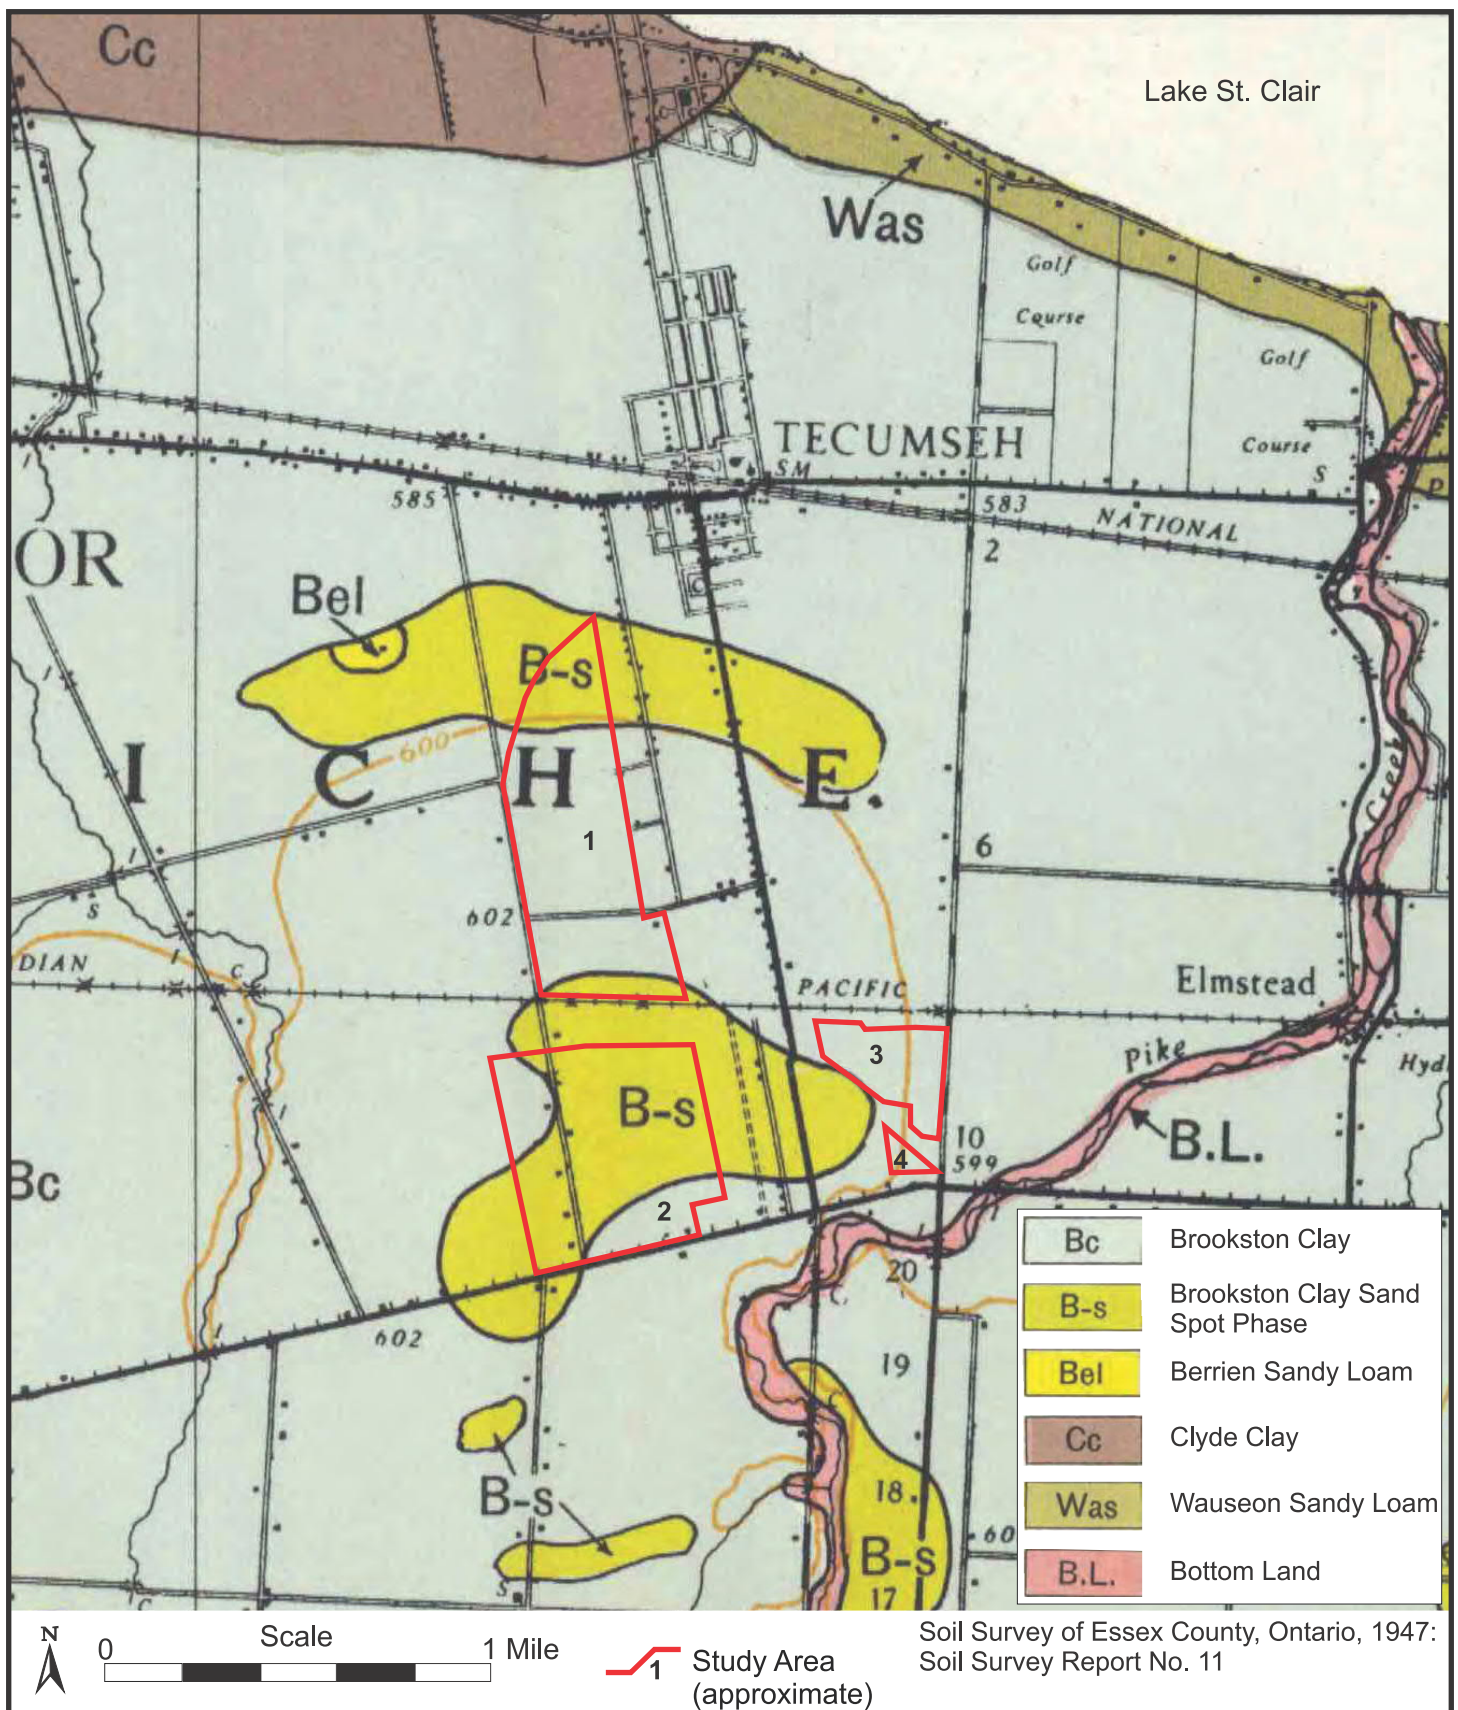 Cc
Lake St. Clair
Was
Golf
Course
Golf
Course
TECUMSEH
SM
S
P
585
583
NATIONAL
2
OR
C
Bel
B-s
600
I C H E.
Creek
1
6
602
S
DIAN
C
PACIFIC
Elmstead
3
Pike
Hyd
B-s
10
B.L.
4
599
Bc
2
20
C
602
19
B-s
18
60
B-s
17
S
C
Bc Brookston Clay
B-s Brookston Clay Sand
Spot Phase
Bel Berrien Sandy Loam
Cc Clyde Clay
Was Wauseon Sandy Loam
B.L. Bottom Land
N
0 Scale 1 Mile
1 Study Area
(approximate)
Soil Survey of Essex County, Ontario, 1947:
Soil Survey Report No. 11